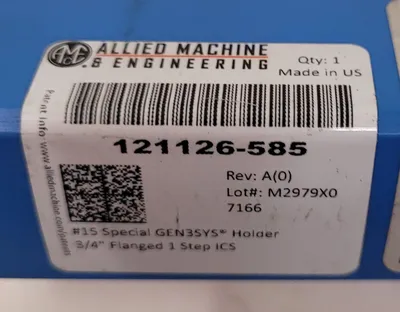 AMEC
ALLIED MACHINE
& ENGINEERING
Qty: 1
Made in US
121126-585
Rev: A(0)
Lot#: M2979X0
7166
#15 Special GEN3SYS® Holder
3/4" Flanged 1 Step ICS
Patent info www.alliedmachine.com/patents